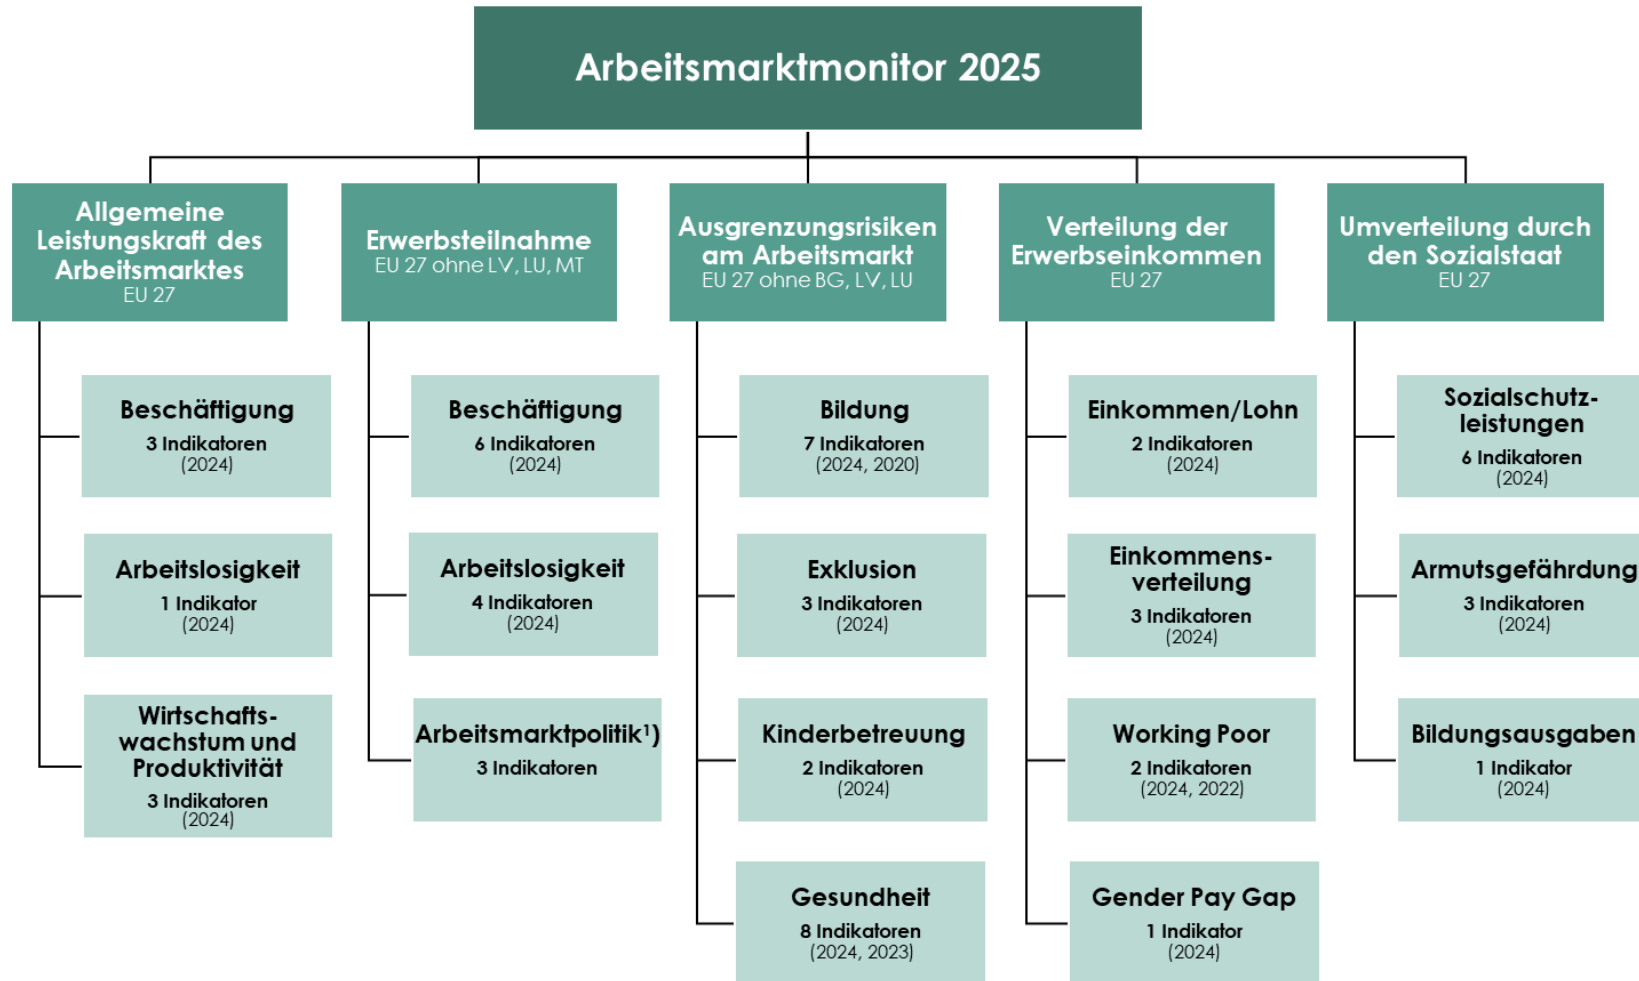 Arbeitsmarktmonitor 2025
Allgemeine
Leistungskraft des
Arbeitsmarktes
EU 27
Beschäftigung
3 Indikatoren
(2024)
Arbeitslosigkeit
1 Indikator
(2024)
Wirtschafts-
wachstum und
Produktivität
3 Indikatoren
(2024)
Erwerbsteilnahme
EU 27 ohne LV, LU, MT
Beschäftigung
6 Indikatoren
(2024)
Arbeitslosigkeit
4 Indikatoren
(2024)
Arbeitsmarktpolitik¹)
3 Indikatoren
Ausgrenzungsrisiken
am Arbeitsmarkt
EU 27 ohne BG, LV, LU
Bildung
7 Indikatoren
(2024, 2020)
Exklusion
3 Indikatoren
(2024)
Kinderbetreuung
2 Indikatoren
(2024)
Gesundheit
8 Indikatoren
(2024, 2023)
Verteilung der
Erwerbseinkommen
EU 27
Einkommen/Lohn
2 Indikatoren
(2024)
Einkommens-
verteilung
3 Indikatoren
(2024)
Working Poor
2 Indikatoren
(2024, 2022)
Gender Pay Gap
1 Indikator
(2024)
Umverteilung durch
den Sozialstaat
EU 27
Sozialschutz-
leistungen
6 Indikatoren
(2024)
Armutsgefährdung
3 Indikatoren
(2024)
Bildungsausgaben
1 Indikator
(2024)